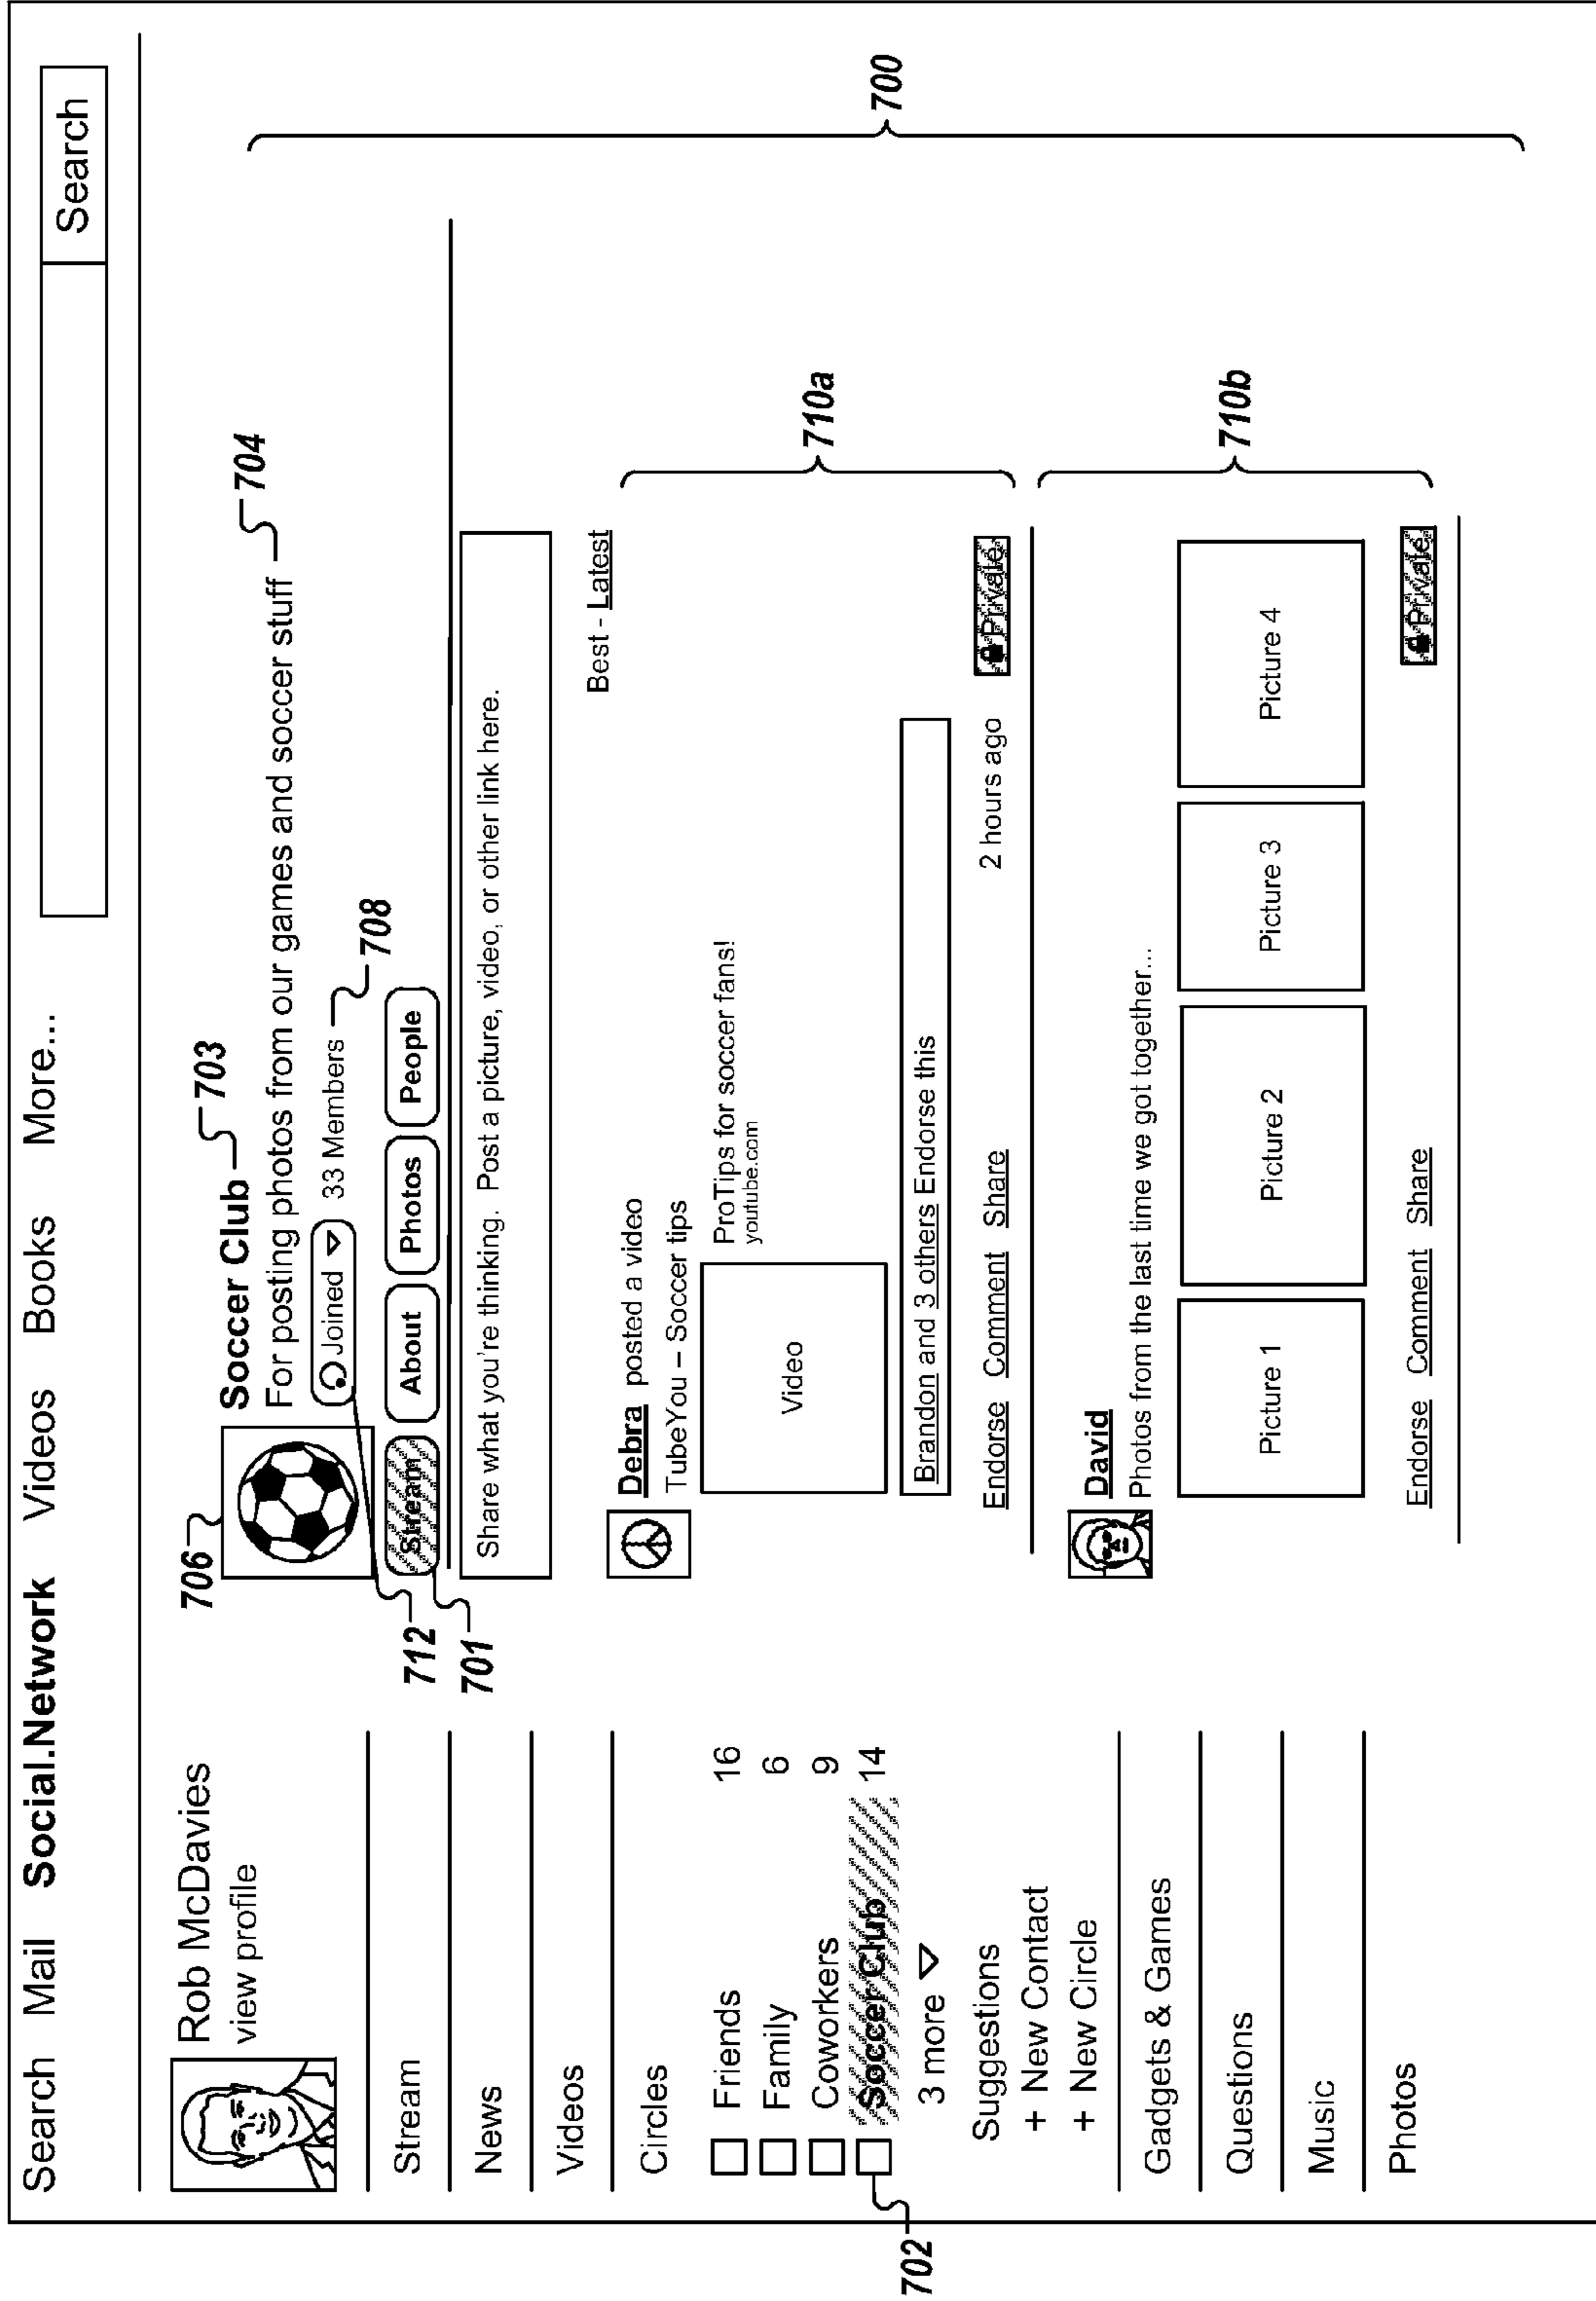 Search Mail Social.Network Videos Books More... Search
Rob McDavies
view profile
Stream
News
Videos
Circles
Friends 16
Family 6
Coworkers 9
Soccer Club 14
702
3 more
Suggestions
+ New Contact
+ New Circle
Gadgets & Games
Questions
Music
Photos
706
Soccer Club 703
For posting photos from our games and soccer stuff 704
Joined 33 Members 708
712
701
Stream About Photos People
Share what you're thinking. Post a picture, video, or other link here.
Best - Latest
Debra posted a video
TubeYou – Soccer tips
Video
ProTips for soccer fans!
youtube.com
710a
Brandon and 3 others Endorse this
Endorse Comment Share 2 hours ago Private
700
David
Photos from the last time we got together...
Picture 1 Picture 2 Picture 3 Picture 4
710b
Endorse Comment Share Private